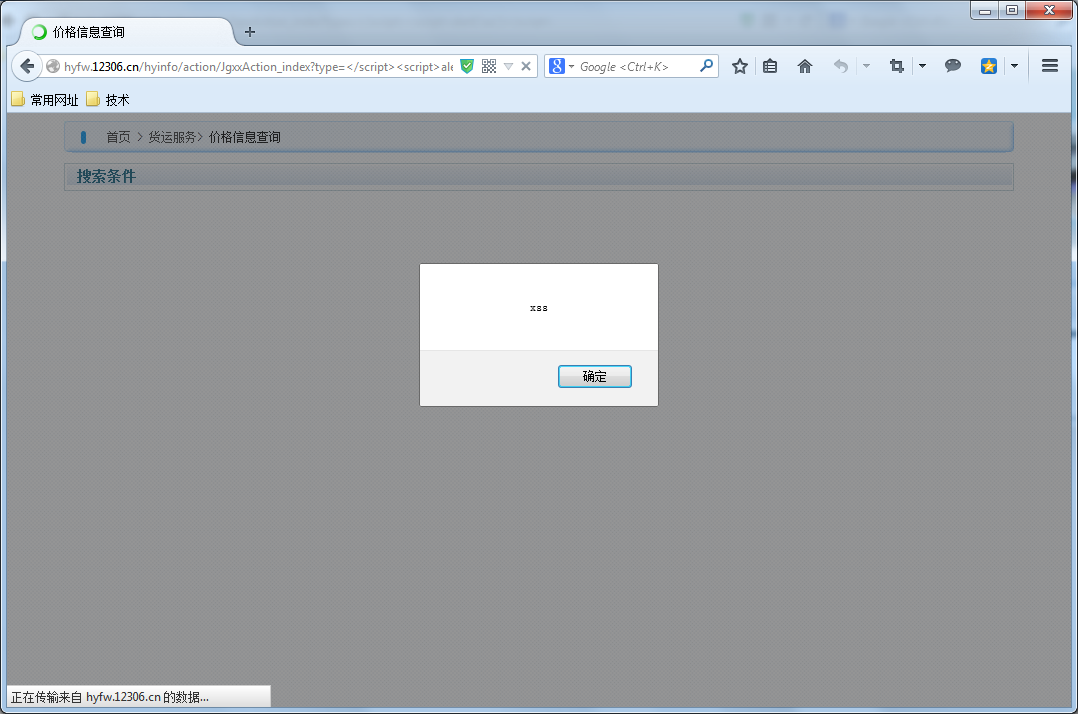 价格信息查询
hyfw.12306.cn/hyinfo/action/JgxxAction_index?type=</script><script>ale
Google <Ctrl+K>
常用网址 技术
首页 > 货运服务> 价格信息查询
搜索条件
xss
确定
正在传输来自 hyfw.12306.cn 的数据...